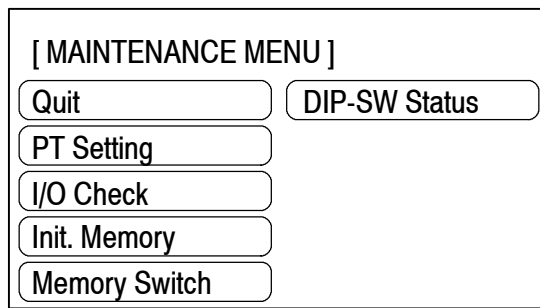 [ MAINTENANCE MENU ]
Quit
DIP-SW Status
PT Setting
I/O Check
Init. Memory
Memory Switch